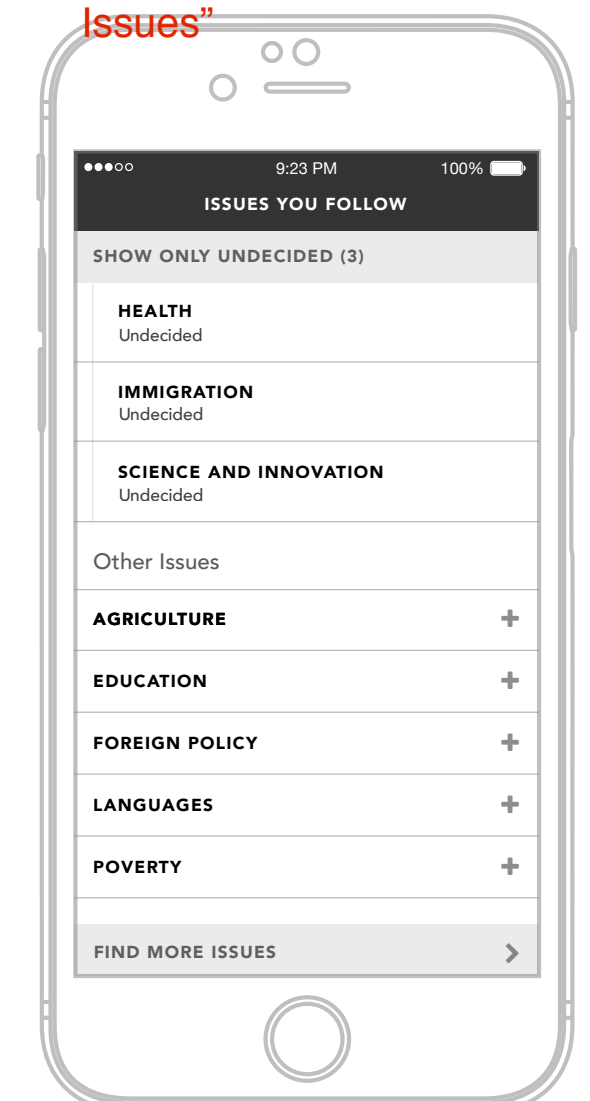 Issues”
9:23 PM 100%
ISSUES YOU FOLLOW
SHOW ONLY UNDECIDED (3)
HEALTH
Undecided
IMMIGRATION
Undecided
SCIENCE AND INNOVATION
Undecided
Other Issues
AGRICULTURE
EDUCATION
FOREIGN POLICY
LANGUAGES
POVERTY
FIND MORE ISSUES